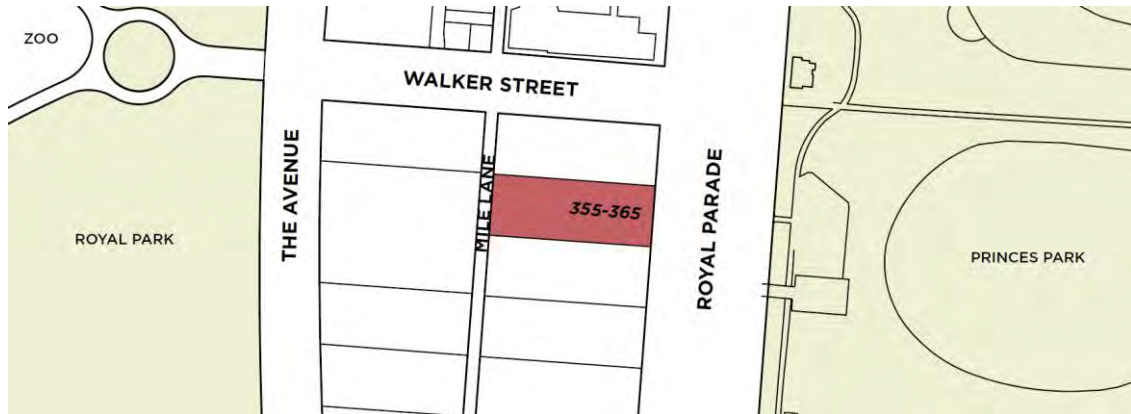 ZOO
WALKER STREET
THE AVENUE
MILE LANE
355-365
ROYAL PARADE
ROYAL PARK
PRINCES PARK